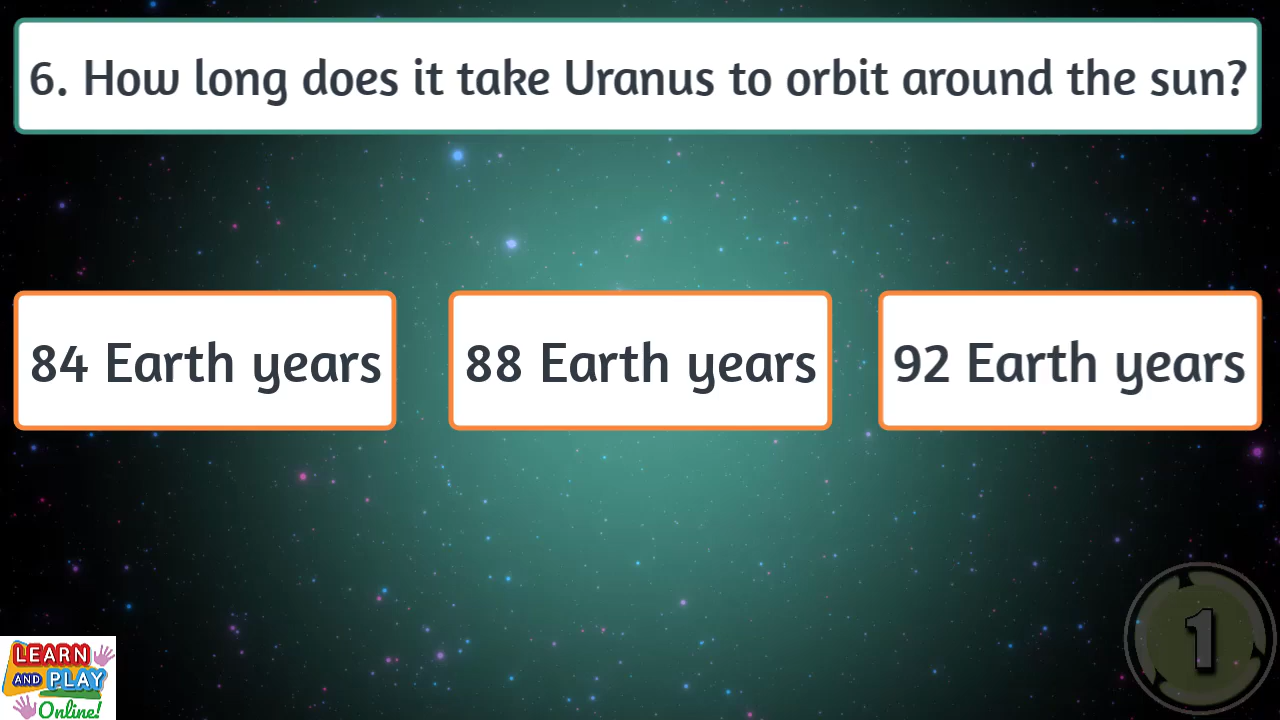 6. How long does it take Uranus to orbit around the sun?
84 Earth years
88 Earth years
92 Earth years
1
LEARN
AND PLAY
Online!